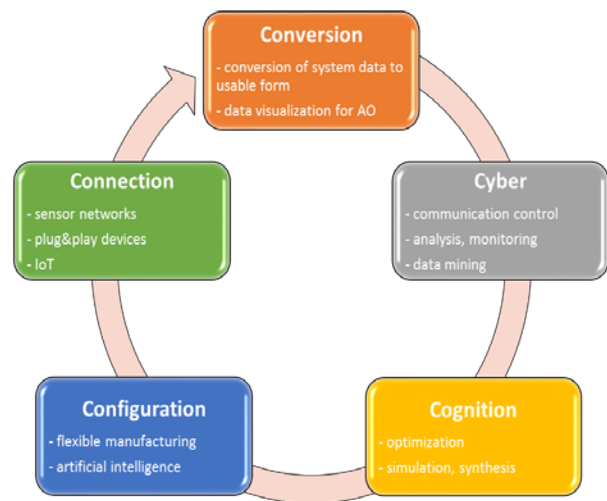 Conversion
- conversion of system data to
usable form
- data visualization for AO
Connection
- sensor networks
- plug&play devices
- IoT
Cyber
- communication control
- analysis, monitoring
- data mining
Configuration
- flexible manufacturing
- artificial intelligence
Cognition
- optimization
- simulation, synthesis